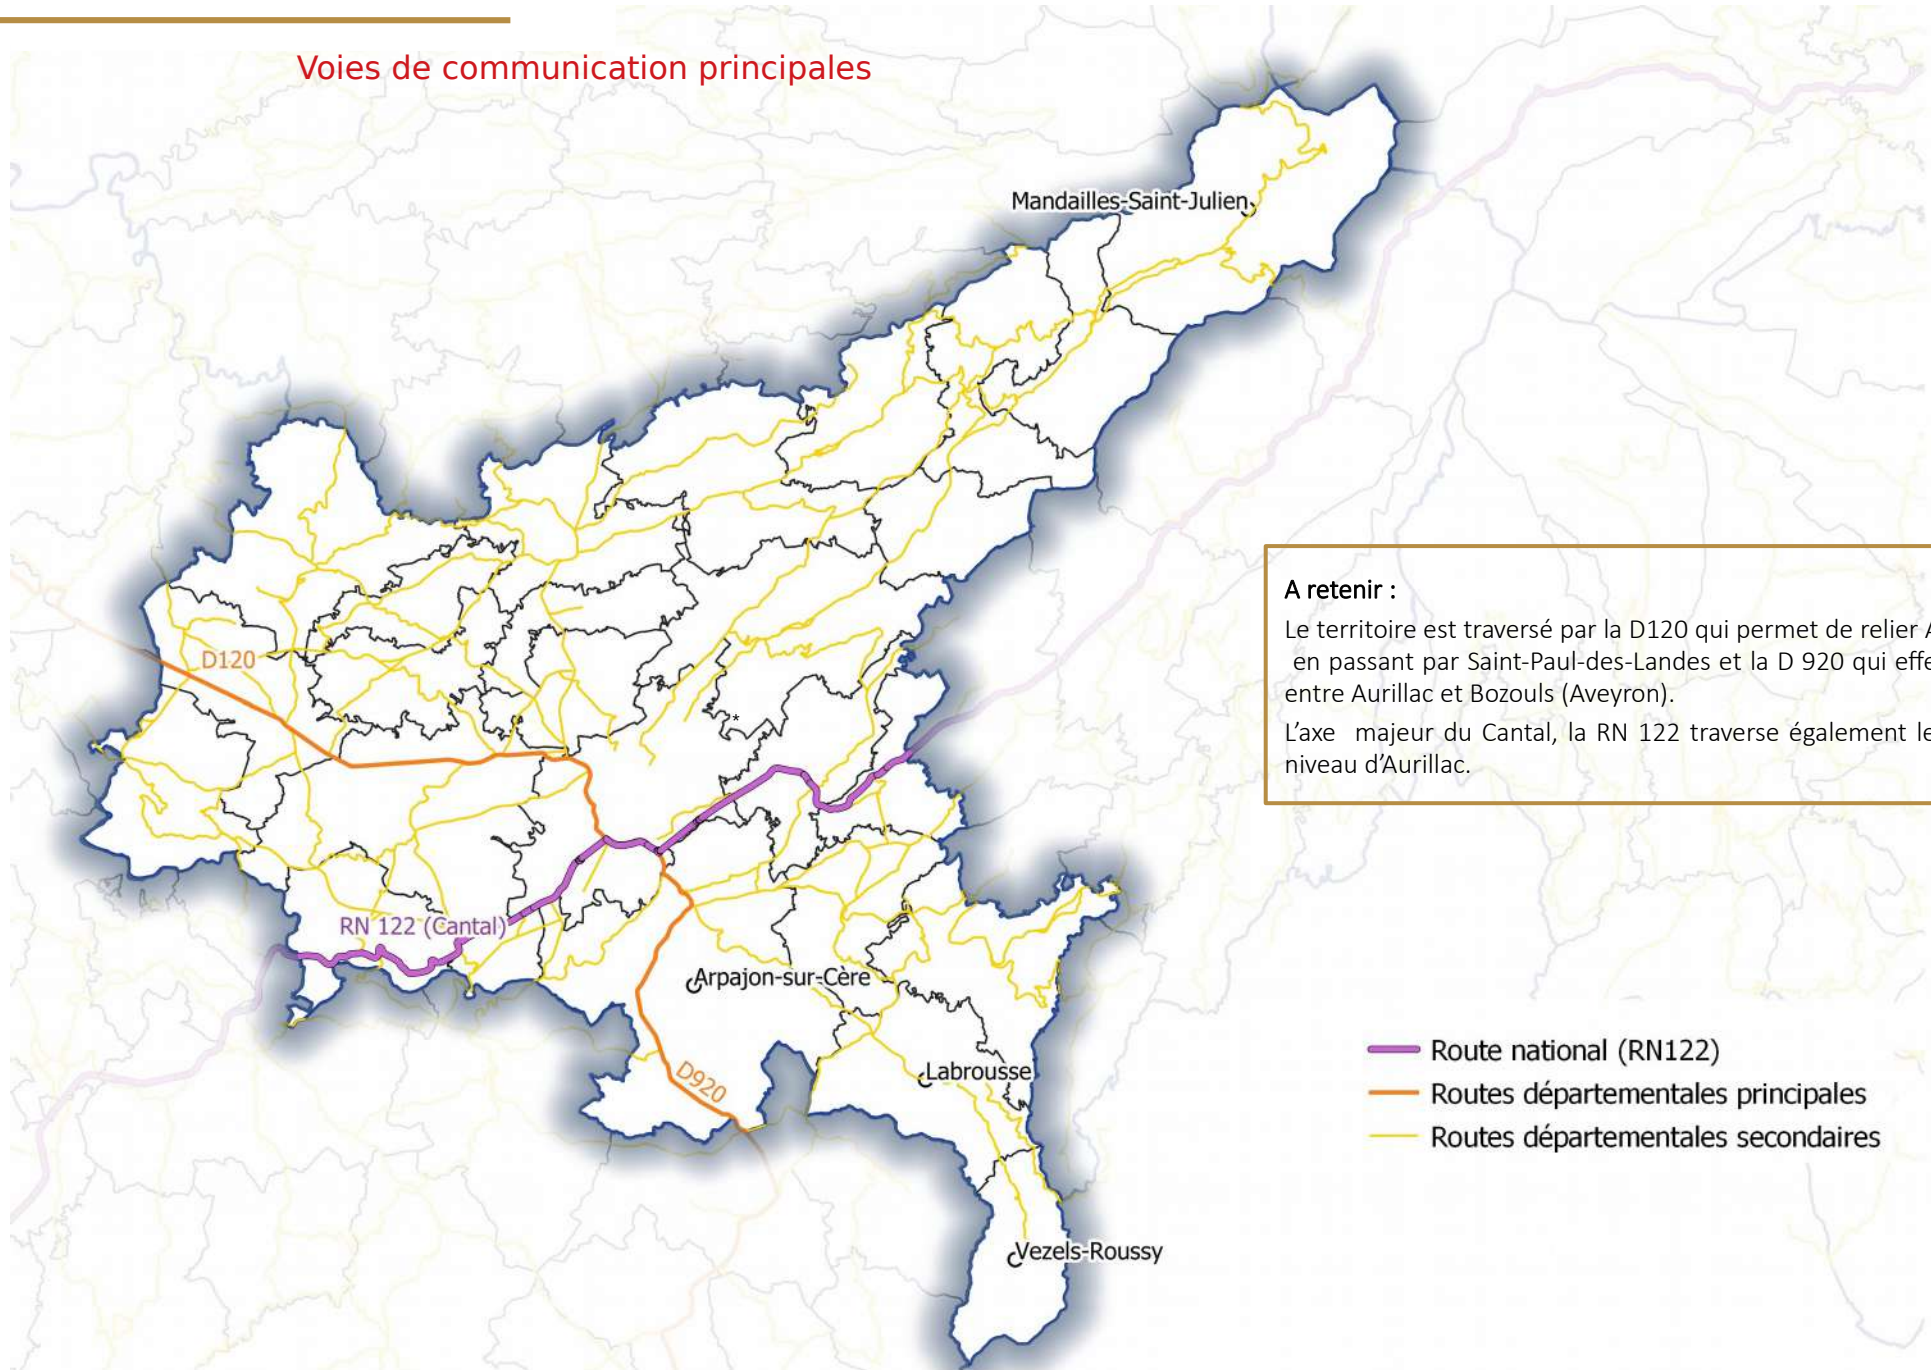 Voies de communication principales
Mandailles-Saint-Julien
D120
A retenir :
Le territoire est traversé par la D120 qui permet de relier
en passant par Saint-Paul-des-Landes et la D 920 qui
entre Aurillac et Bozouls (Aveyron).
L’axe majeur du Cantal, la RN 122 traverse également
niveau d’Aurillac.
*
RN 122 (Cantal)
Arpajon-sur-Cère
D920
Labrousse
Vezels-Roussy
Route national (RN122)
Routes départementales principales
Routes départementales secondaires